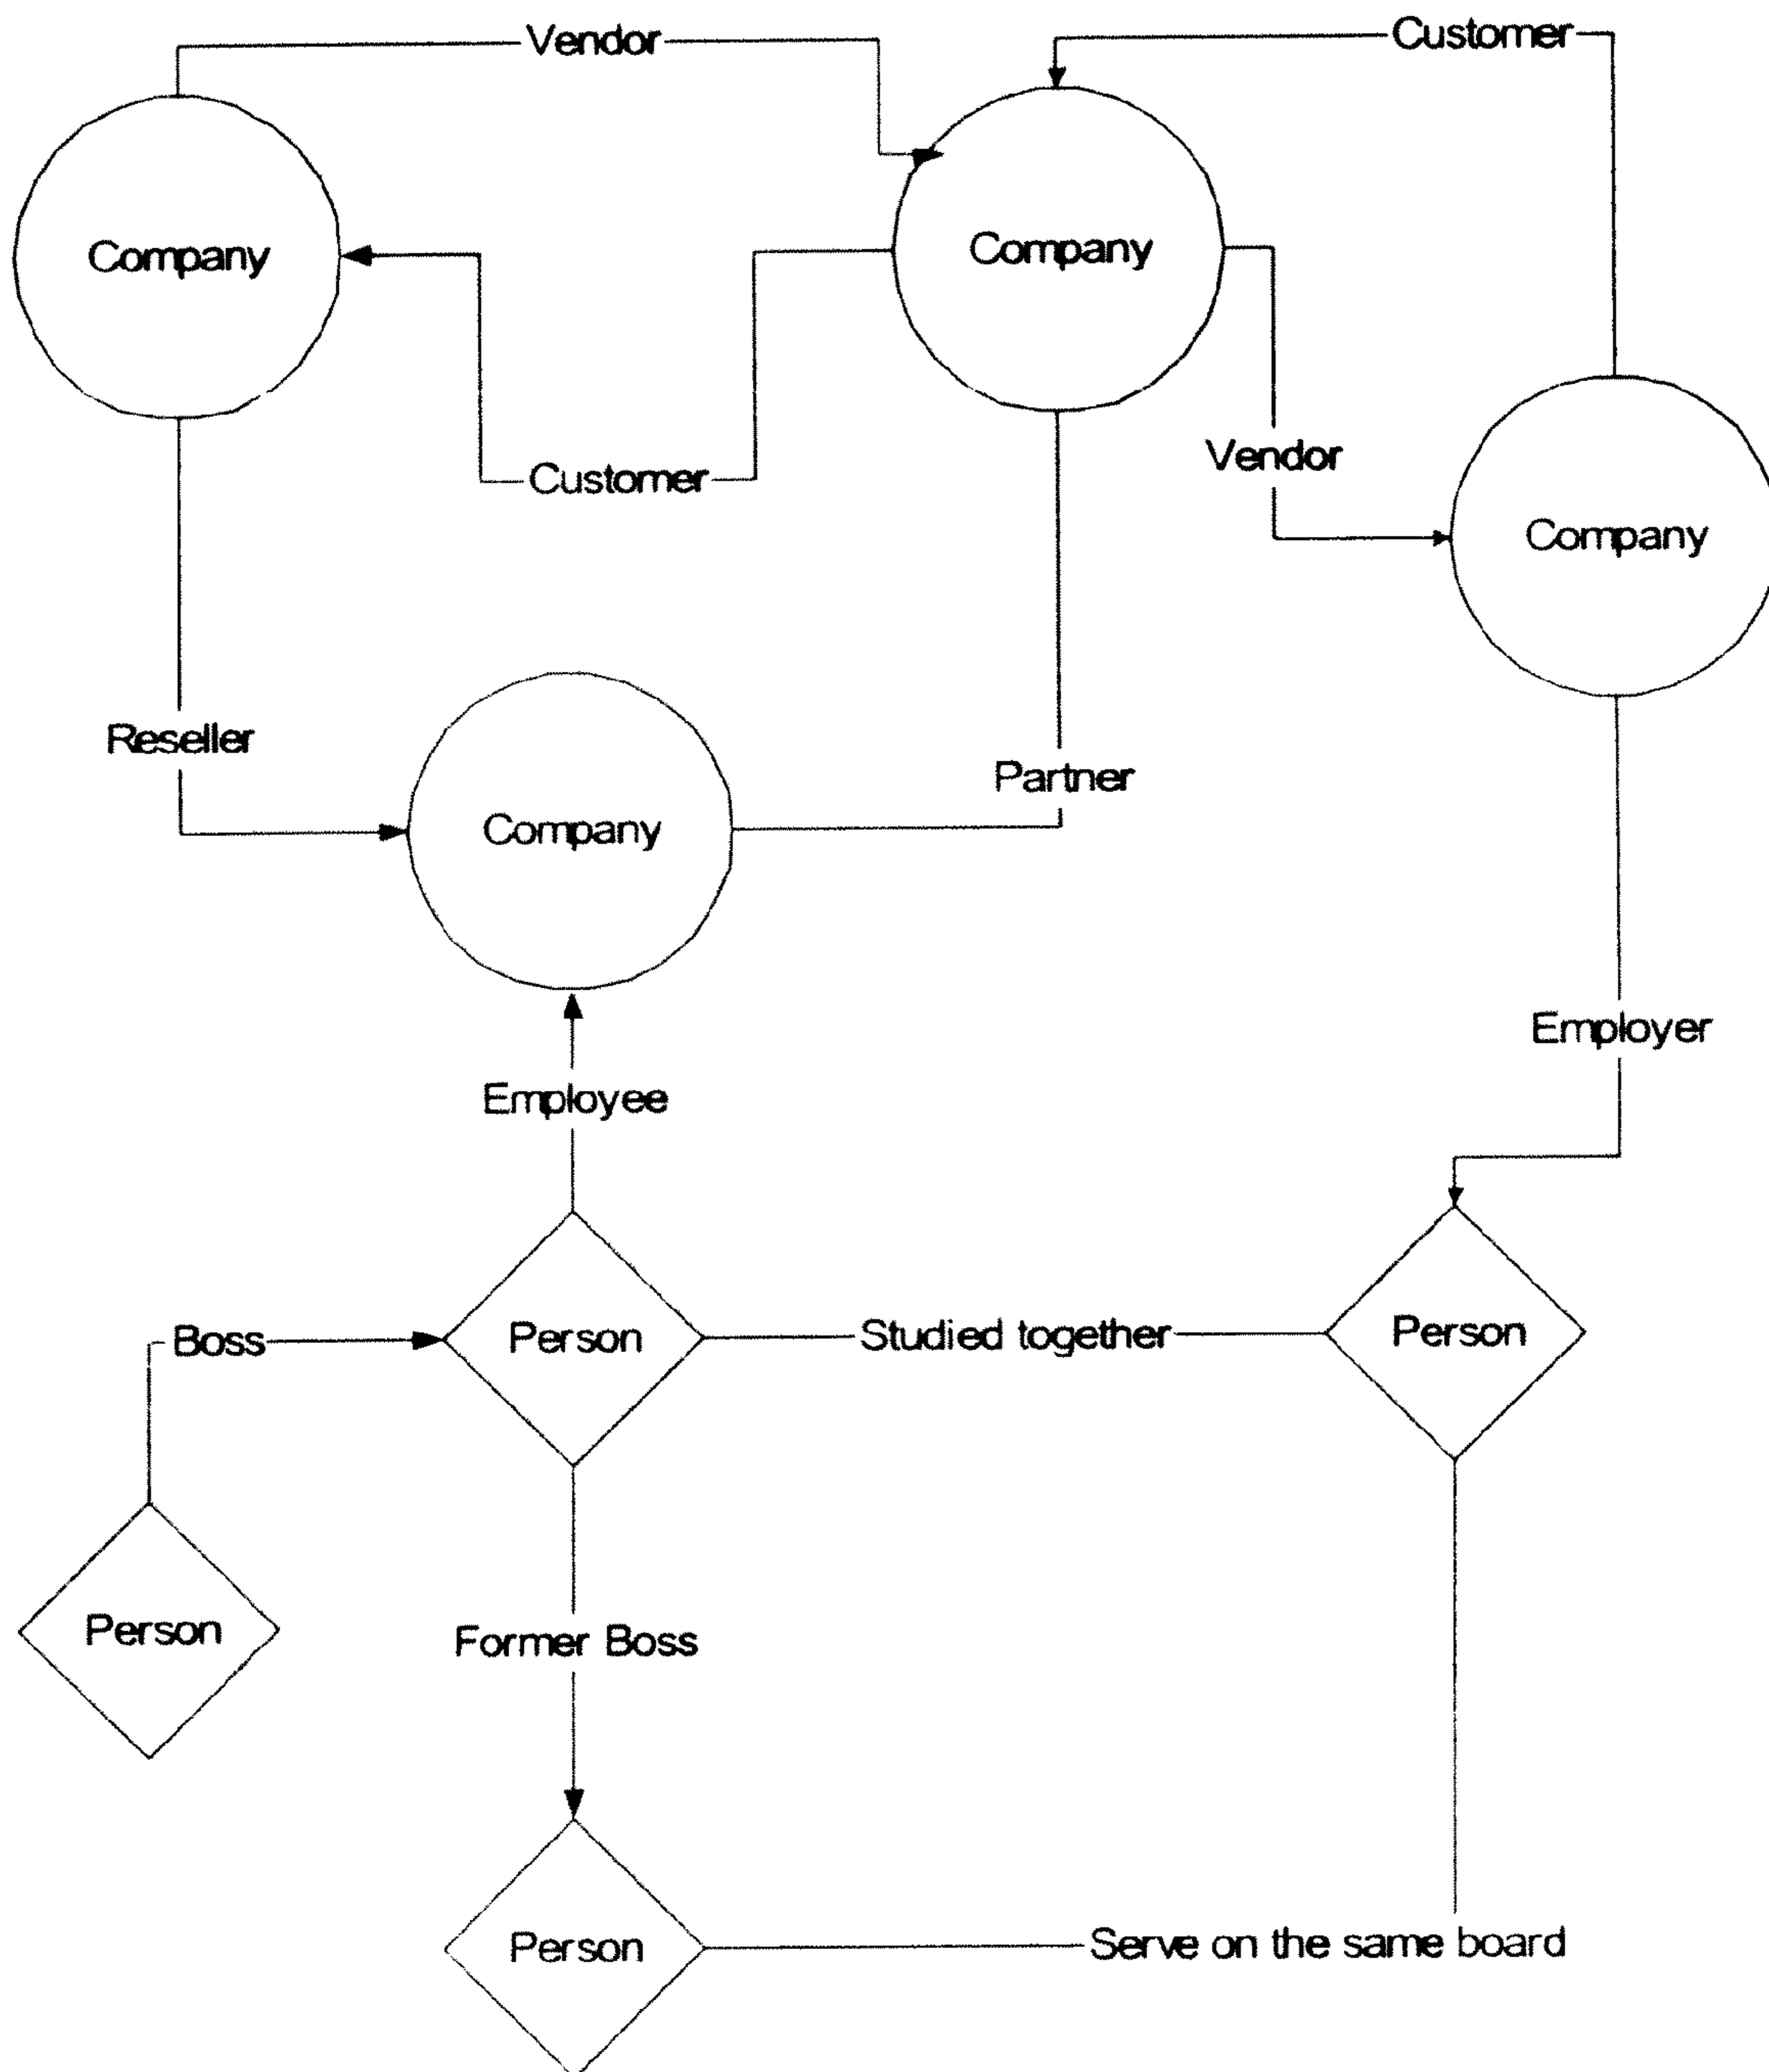 Vendor
Customer
Company
Company
Customer
Vendor
Company
Reseller
Company
Partner
Employee
Employer
Boss
Person
Studied together
Person
Person
Former Boss
Person
Serve on the same board